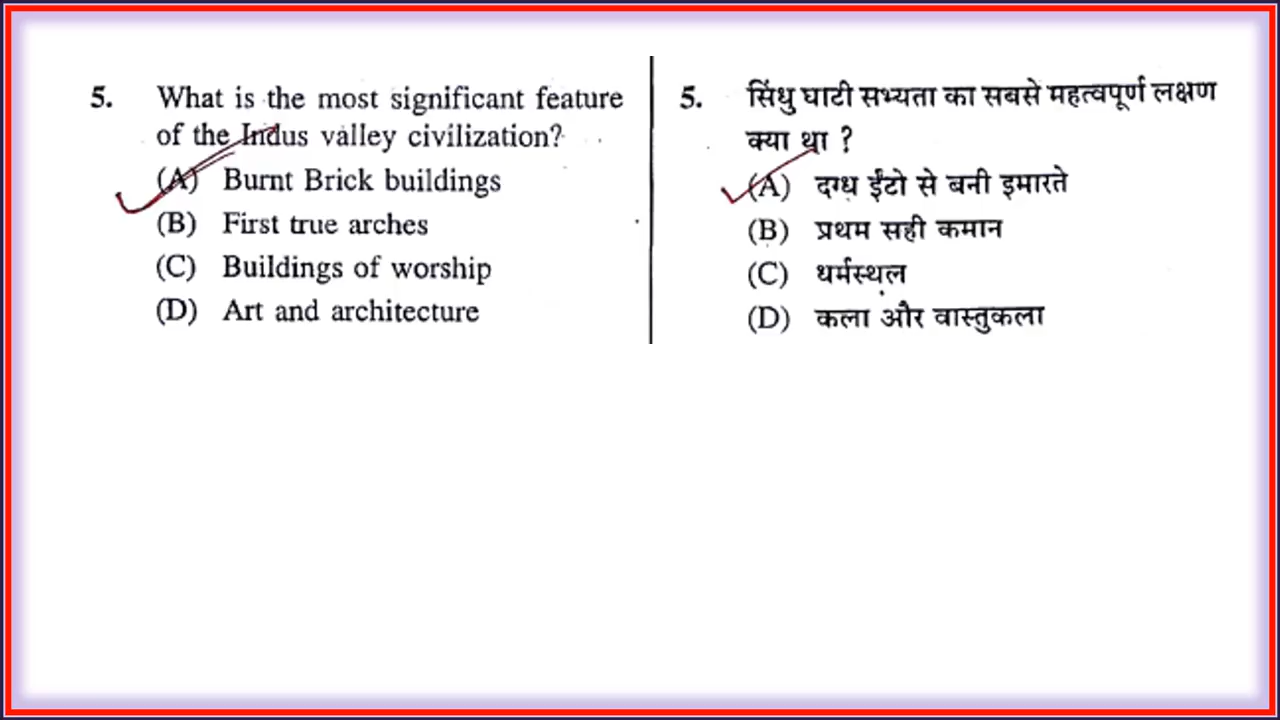 5. What is the most significant feature
of the Indus valley civilization?
(A) Burnt Brick buildings
(B) First true arches
(C) Buildings of worship
(D) Art and architecture
5. सिंधु घाटी सभ्यता का सबसे महत्वपूर्ण लक्षण
क्या था ?
(A) दग्ध ईंटो से बनी इमारते
(B) प्रथम सही कमान
(C) धर्मस्थल
(D) कला और वास्तुकला